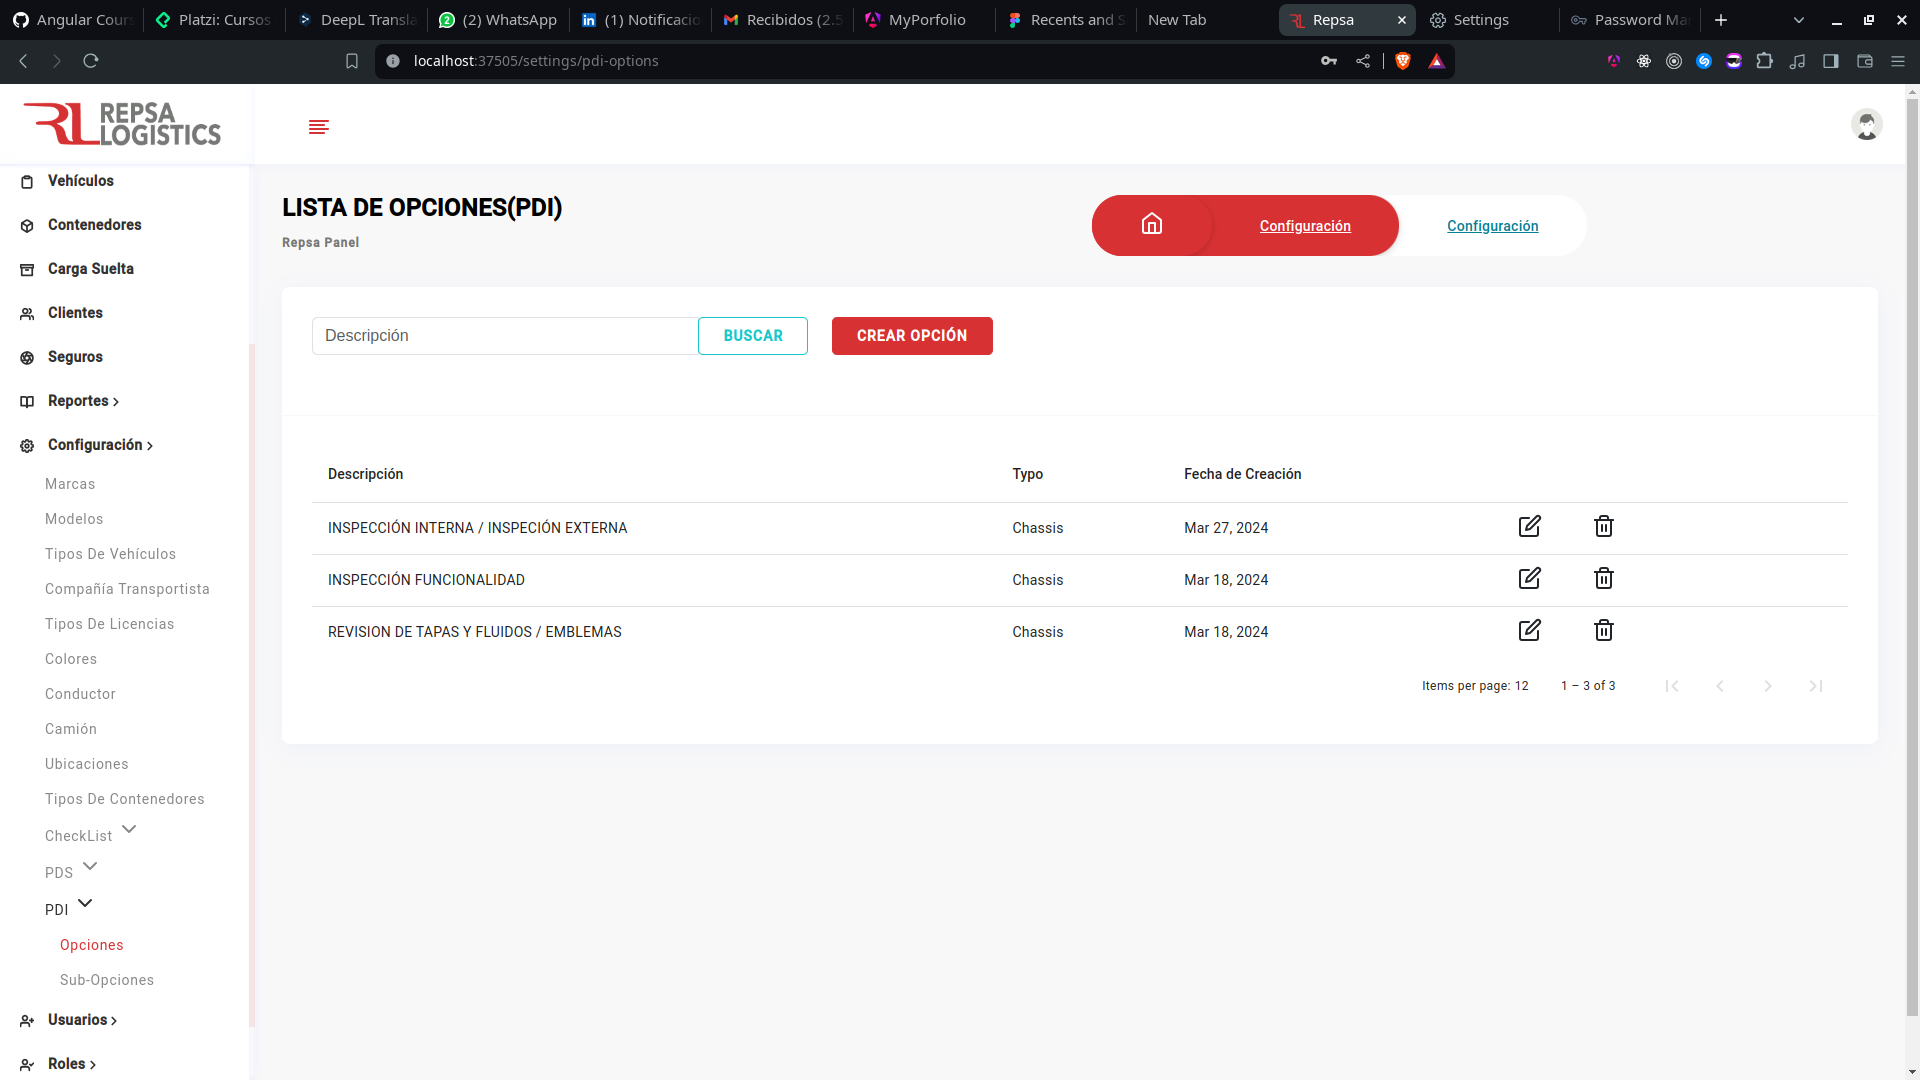 Angular Cours
Platzi: Cursos
DeepL Transla
(2) WhatsApp
(1) Notificacio
Recibidos (2.5
MyPorfolio
Recents and S
New Tab
Repsa
Settings
Password Ma
localhost:37505/settings/pdi-options
REPSA
LOGISTICS
Vehículos
Contenedores
Carga Suelta
Clientes
Seguros
Reportes
Configuración
Marcas
Modelos
Tipos De Vehículos
Compañía Transportista
Tipos De Licencias
Colores
Conductor
Camión
Ubicaciones
Tipos De Contenedores
CheckList
PDS
PDI
Opciones
Sub-Opciones
Usuarios
Roles
LISTA DE OPCIONES(PDI)
Repsa Panel
Configuración
Configuración
Descripción
BUSCAR
CREAR OPCIÓN
Descripción Typo Fecha de Creación
INSPECCIÓN INTERNA / INSPECIÓN EXTERNA Chassis Mar 27, 2024
INSPECCIÓN FUNCIONALIDAD Chassis Mar 18, 2024
REVISION DE TAPAS Y FLUIDOS / EMBLEMAS Chassis Mar 18, 2024
Items per page: 12 1 – 3 of 3